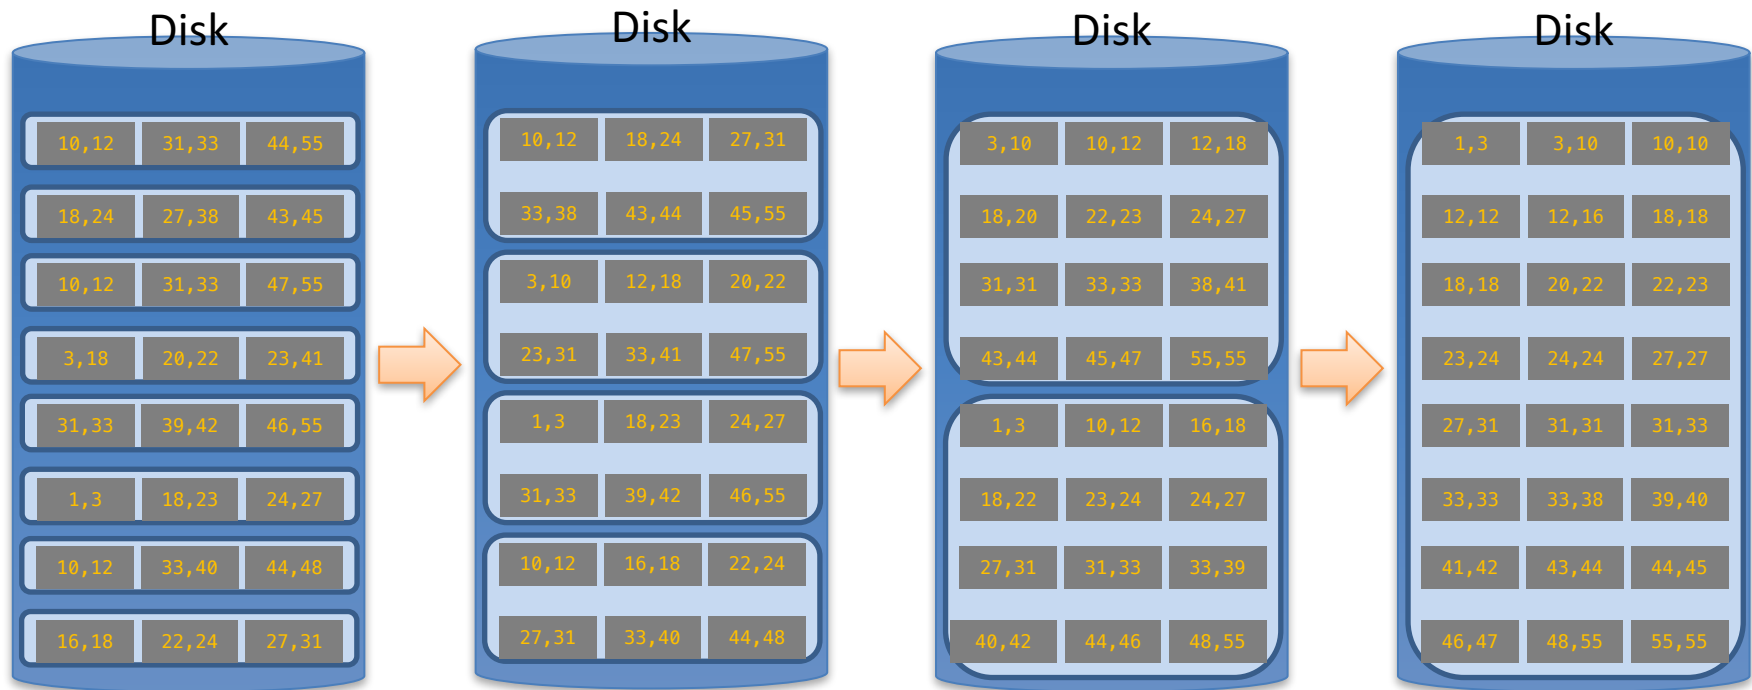 Disk
10,12 31,33 44,55
18,24 27,38 43,45
10,12 31,33 47,55
3,18 20,22 23,41
31,33 39,42 46,55
1,3 18,23 24,27
10,12 33,40 44,48
16,18 22,24 27,31
Disk
10,12 18,24 27,31
33,38 43,44 45,55
3,10 12,18 20,22
23,31 33,41 47,55
1,3 18,23 24,27
31,33 39,42 46,55
10,12 16,18 22,24
27,31 33,40 44,48
Disk
3,10 10,12 12,18
18,20 22,23 24,27
31,31 33,33 38,41
43,44 45,47 55,55
1,3 10,12 16,18
18,22 23,24 24,27
27,31 31,33 33,39
40,42 44,46 48,55
Disk
1,3 3,10 10,10
12,12 12,16 18,18
18,18 20,22 22,23
23,24 24,24 27,27
27,31 31,31 31,33
33,33 33,38 39,40
41,42 43,44 44,45
46,47 48,55 55,55